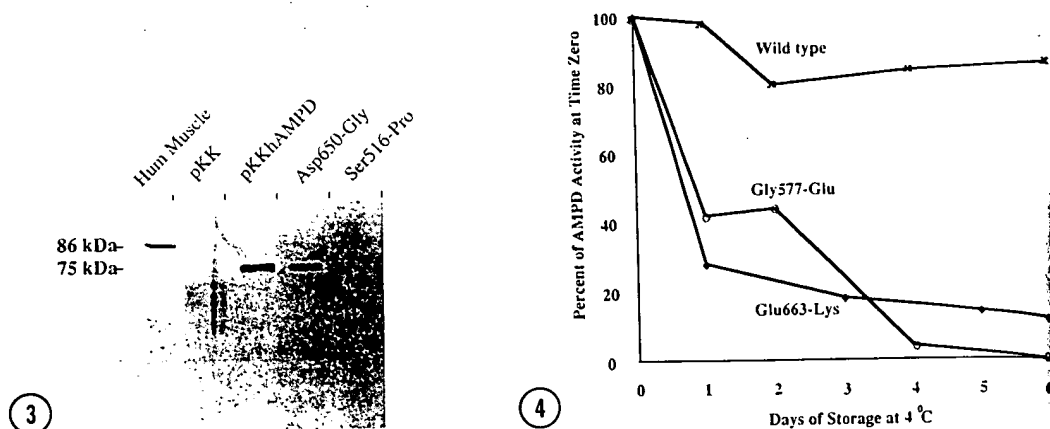 Hum Muscle
pKK
pKKhAMPD
Asp650-Gly
Ser516-Pro
86 kDa-
75 kDa-
3
Percent of AMPD Activity at Time Zero
100
80
60
40
20
0
Wild type
Gly577-Glu
Glu663-Lys
0 1 2 3 4 5 6
Days of Storage at 4 °C
4